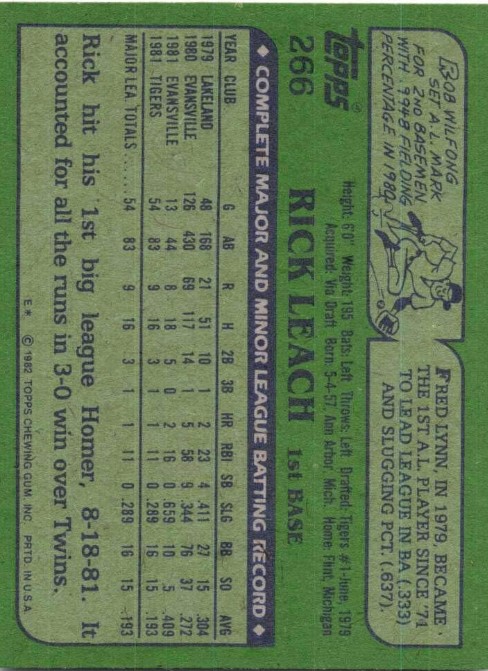 BOB WILFONG
SET A.L. MARK
FOR 2ND BASEMEN
WITH .9948 FIELDING
PERCENTAGE IN 1980.
FRED LYNN, IN 1979, BECAME
THE 1ST A.L. PLAYER SINCE '71
TO LEAD LEAGUE IN BA (.333)
AND SLUGGING PCT. (.637).
topps®
266
Height: 6'0" Weight: 195 Bats: Left Throws: Left Drafted: Tigers #1-June, 1979
Acquired: Via Draft Born: 5-4-57, Ann Arbor, Mich. Home: Flint, Michigan
RICK LEACH 1st BASE
◆ COMPLETE MAJOR AND MINOR LEAGUE BATTING RECORD ◆
YEAR CLUB G AB R H 2B 3B HR RBI SB SLG BB SO AVG
1979 LAKELAND 48 168 21 51 10 1 2 23 4 .411 27 15 .304
1980 EVANSVILLE 126 430 69 117 14 1 5 58 9 .344 76 37 .272
1981 EVANSVILLE 13 44 8 18 5 0 2 16 0 .659 10 5 .409
1981 TIGERS 54 83 9 16 3 1 1 11 0 .289 16 15 .193
MAJOR LEA. TOTALS ...... 54 83 9 16 3 1 1 11 0 .289 16 15 .193
Rick hit his 1st big league Homer, 8-18-81. It
accounted for all the runs in 3-0 win over Twins.
E.* © 1982 TOPPS CHEWING GUM, INC. PRTD. IN U.S.A.